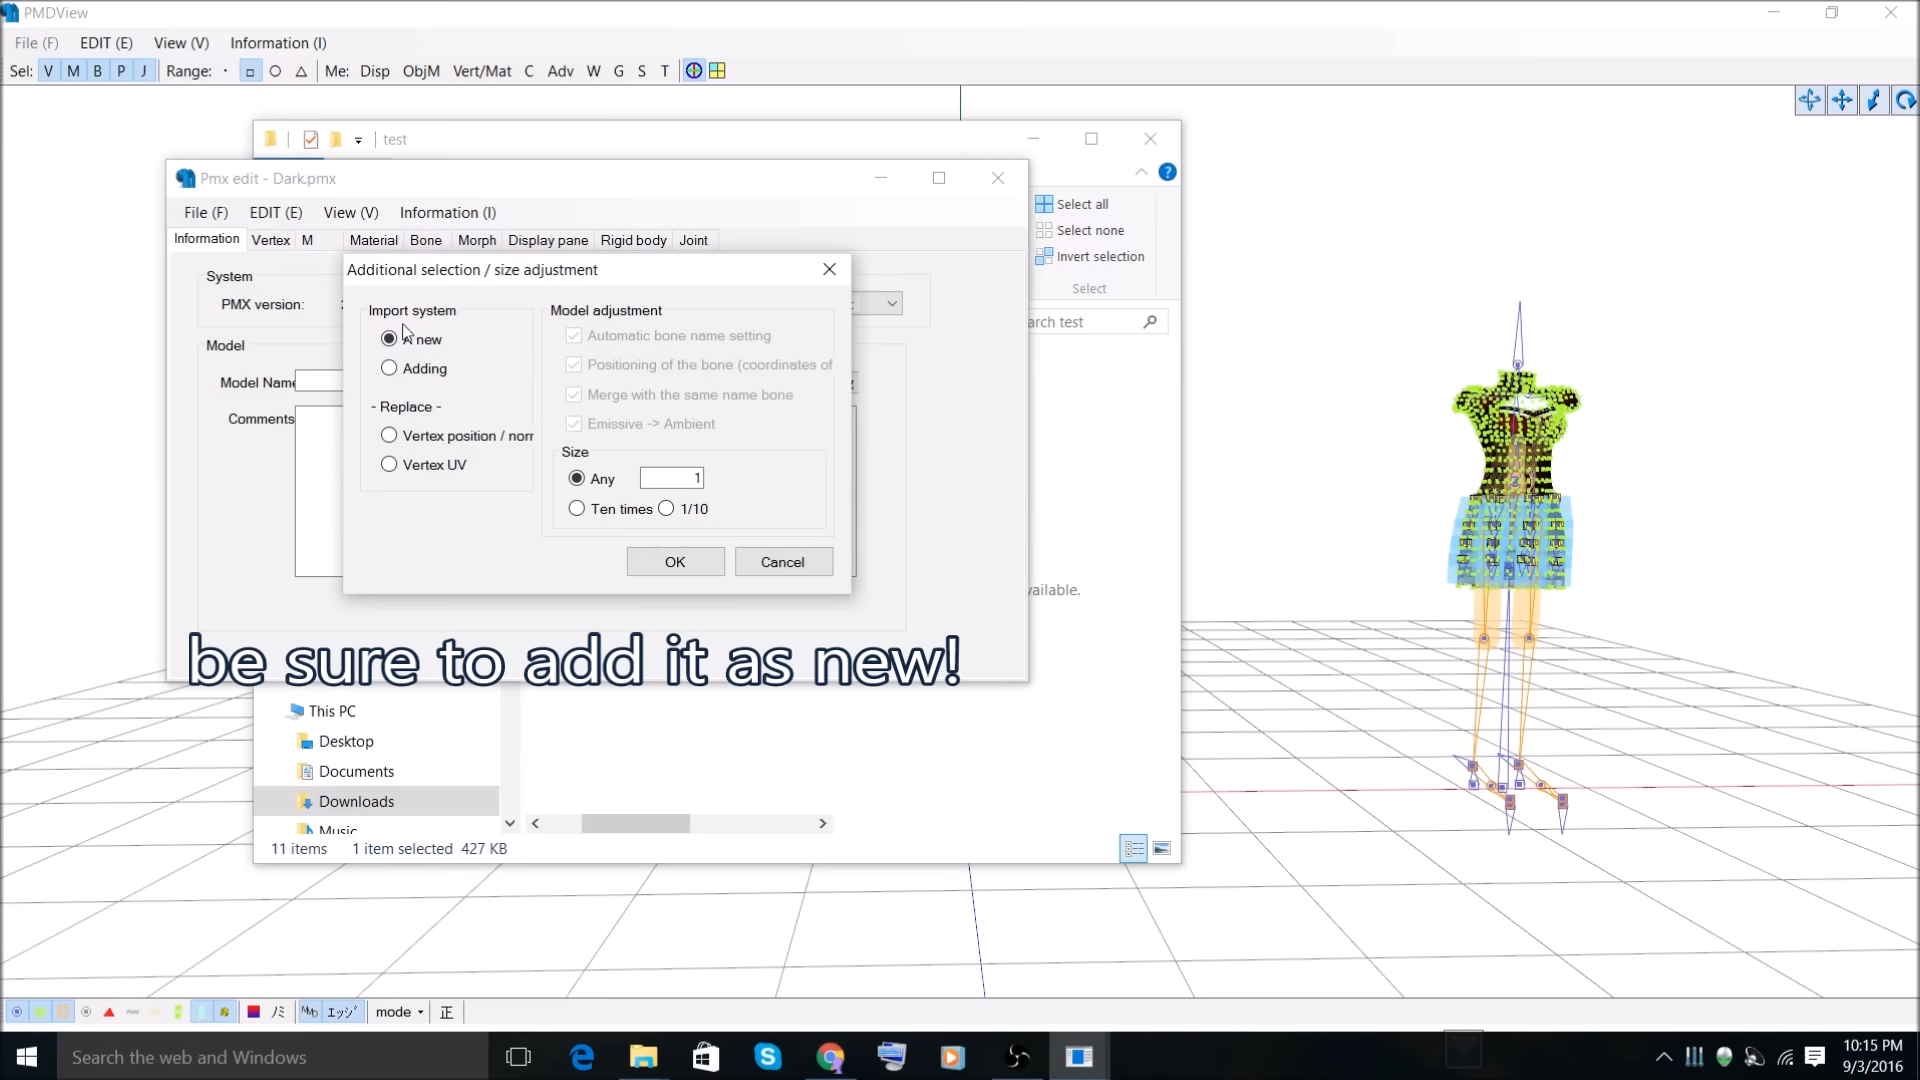 PMDView
File (F) EDIT (E) View (V) Information (I)
Sel: V M B P J Range: Me: Disp ObjM Vert/Mat C Adv W G S T
test
Pmx edit - Dark.pmx
File (F) EDIT (E) View (V) Information (I)
Information Vertex M Material Bone Morph Display pane Rigid body Joint
Select all
Select none
Invert selection
Select
arch test
System
PMX version:
Model
Model Name
Comments
Additional selection / size adjustment
Import system
A new
Adding
- Replace -
Vertex position / norr
Vertex UV
Model adjustment
Automatic bone name setting
Positioning of the bone (coordinates of
Merge with the same name bone
Emissive -> Ambient
Size
Any 1
Ten times 1/10
OK Cancel
vailable.
be sure to add it as new!
This PC
Desktop
Documents
Downloads
Music
11 items 1 item selected 427 KB
エッジ mode 正
Search the web and Windows
10:15 PM
9/3/2016